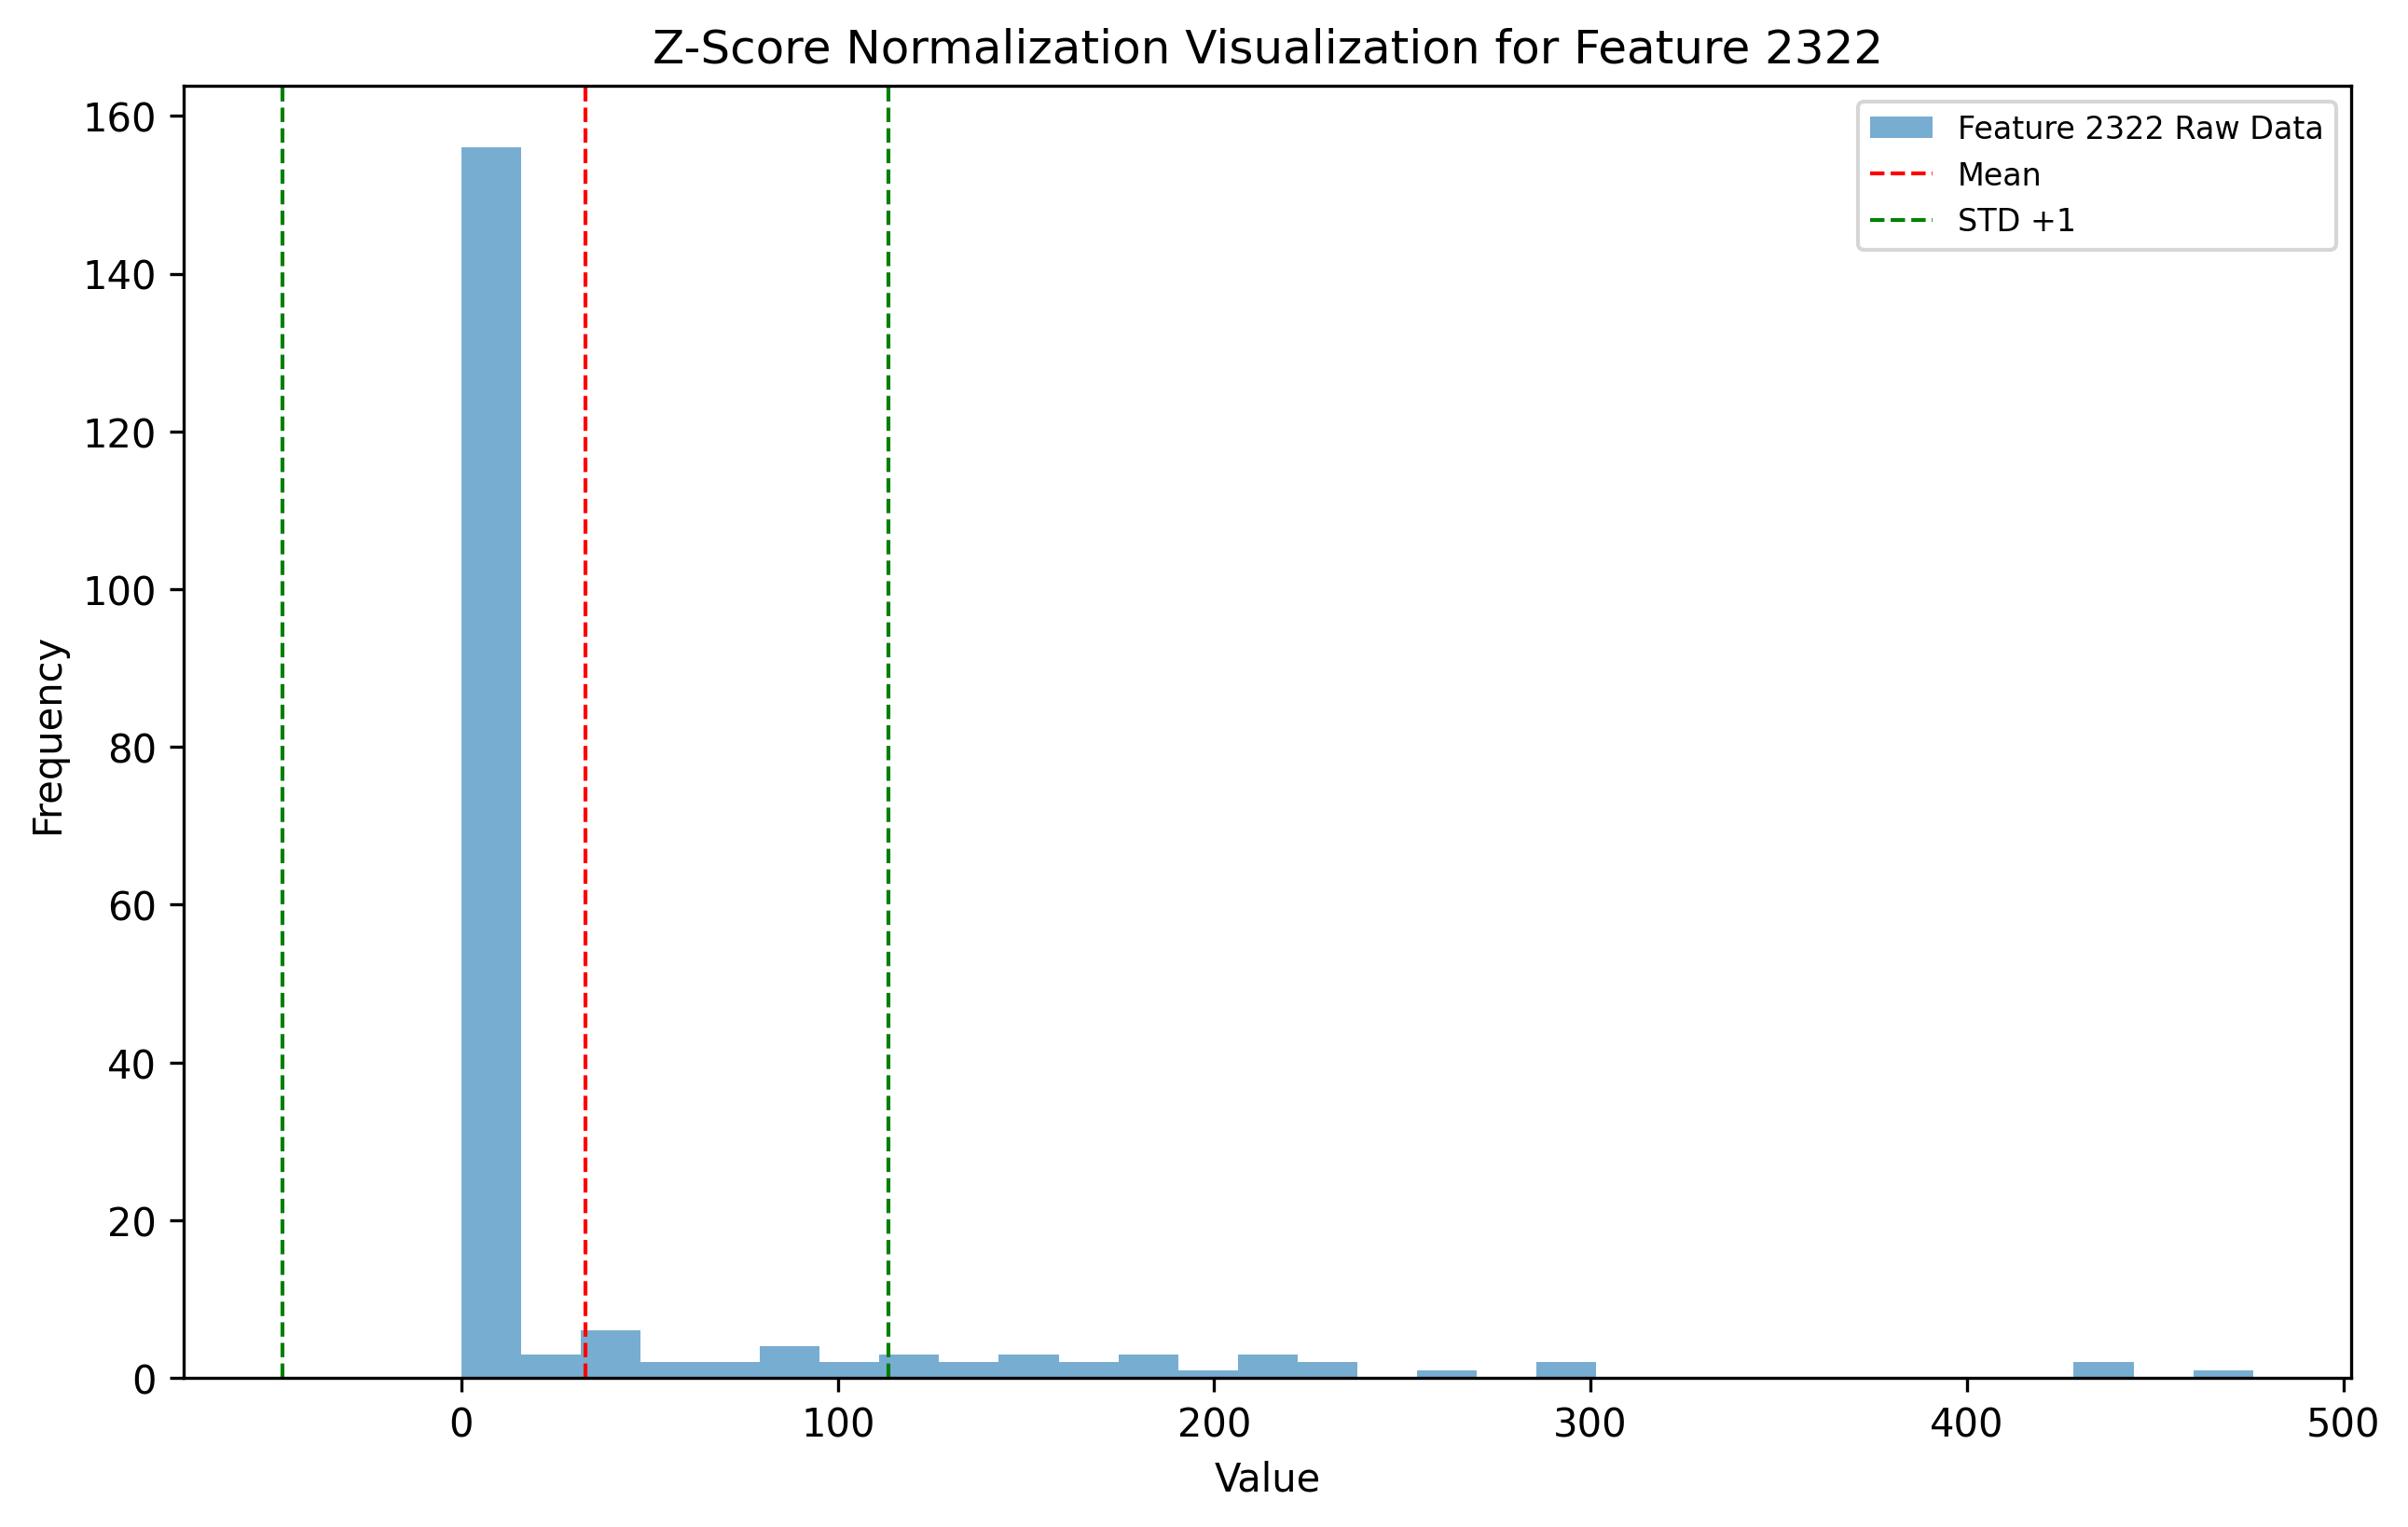 Z-Score Normalization Visualization for Feature 2322
Feature 2322 Raw Data
Mean
STD +1
160
140
120
100
80
60
40
20
0
Frequency
0 100 200 300 400 500
Value